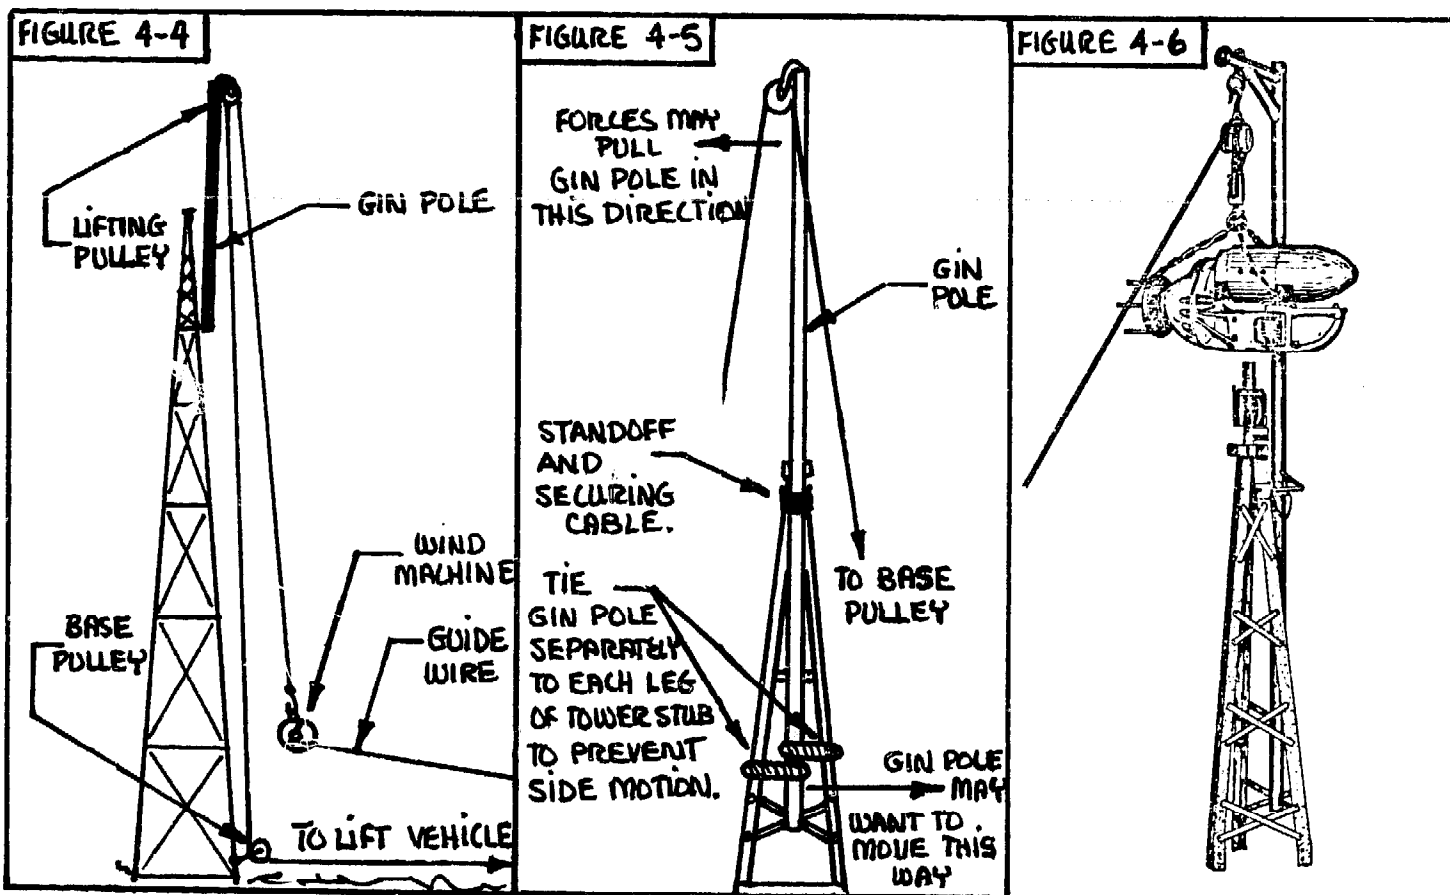 FIGURE 4-4
LIFTING
PULLEY
GIN POLE
WIND
MACHINE
BASE
PULLEY
GUIDE
WIRE
TO LIFT VEHICLE
FIGURE 4-5
FORCES MAY
PULL
GIN POLE IN
THIS DIRECTION
GIN
POLE
STANDOFF
AND
SECURING
CABLE.
TO BASE
PULLEY
TIE
GIN POLE
SEPARATELY
TO EACH LEG
OF TOWER STUB
TO PREVENT
SIDE MOTION.
GIN POLE
MAY
WANT TO
MOVE THIS
WAY
FIGURE 4-6